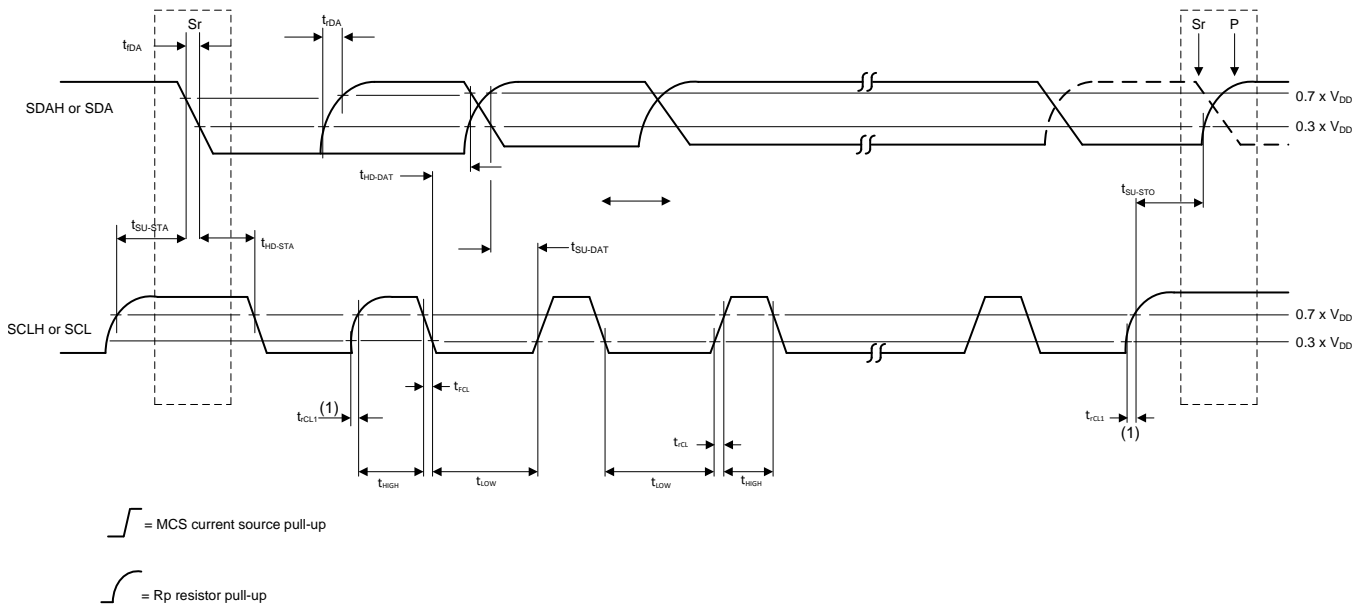 Sr
t_fDA
t_rDA
Sr P
SDAH or SDA
0.7 x V_DD
0.3 x V_DD
t_HD-DAT
t_SU-STO
t_SU-STA
t_HD-STA
t_SU-DAT
SCLH or SCL
0.7 x V_DD
0.3 x V_DD
t_FCL
t_rCL1 (1)
t_rCL
t_rCL1
(1)
t_HIGH
t_LOW
t_LOW
t_HIGH
= MCS current source pull-up
= Rp resistor pull-up